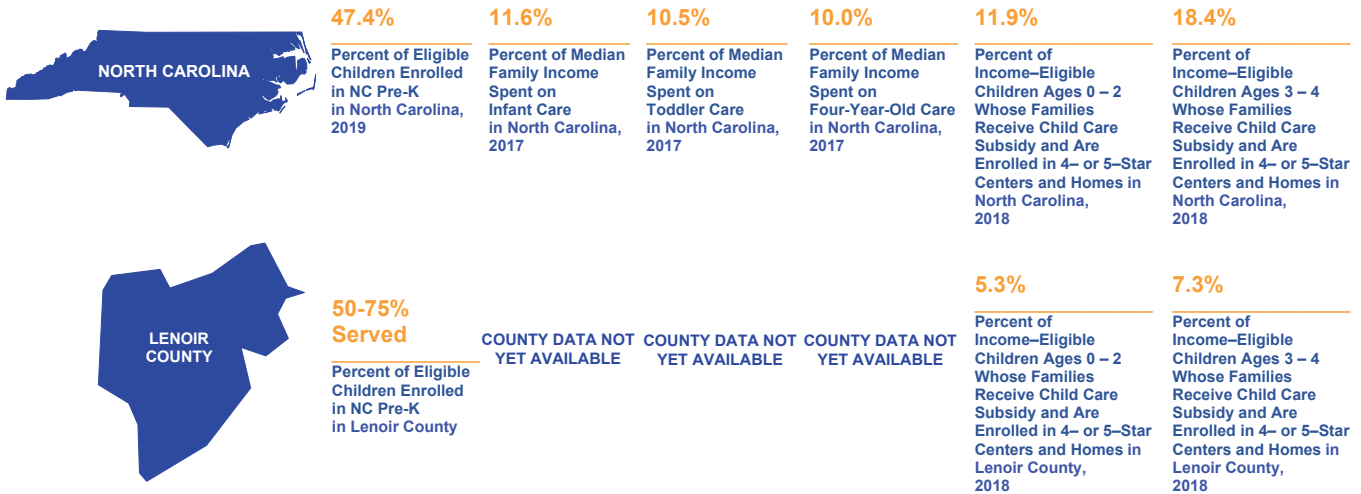 NORTH CAROLINA
47.4%
Percent of Eligible
Children Enrolled
in NC Pre-K
in North Carolina,
2019
11.6%
Percent of Median
Family Income
Spent on
Infant Care
in North Carolina,
2017
10.5%
Percent of Median
Family Income
Spent on
Toddler Care
in North Carolina,
2017
10.0%
Percent of Median
Family Income
Spent on
Four-Year-Old Care
in North Carolina,
2017
11.9%
Percent of
Income–Eligible
Children Ages 0 – 2
Whose Families
Receive Child Care
Subsidy and Are
Enrolled in 4– or 5–Star
Centers and Homes in
North Carolina,
2018
18.4%
Percent of
Income–Eligible
Children Ages 3 – 4
Whose Families
Receive Child Care
Subsidy and Are
Enrolled in 4– or 5–Star
Centers and Homes in
North Carolina,
2018
LENOIR
COUNTY
50-75%
Served
Percent of Eligible
Children Enrolled
in NC Pre-K
in Lenoir County
COUNTY DATA NOT
YET AVAILABLE
COUNTY DATA NOT
YET AVAILABLE
COUNTY DATA NOT
YET AVAILABLE
5.3%
Percent of
Income–Eligible
Children Ages 0 – 2
Whose Families
Receive Child Care
Subsidy and Are
Enrolled in 4– or 5–Star
Centers and Homes in
Lenoir County,
2018
7.3%
Percent of
Income–Eligible
Children Ages 3 – 4
Whose Families
Receive Child Care
Subsidy and Are
Enrolled in 4– or 5–Star
Centers and Homes in
Lenoir County,
2018